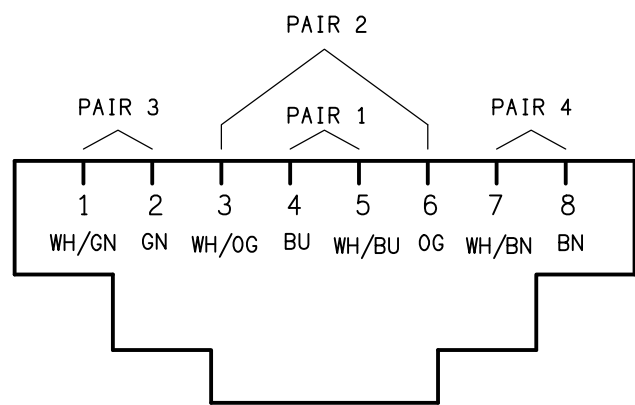 PAIR 2
PAIR 3 PAIR 1 PAIR 4
1 2 3 4 5 6 7 8
WH/GN GN WH/OG BU WH/BU OG WH/BN BN